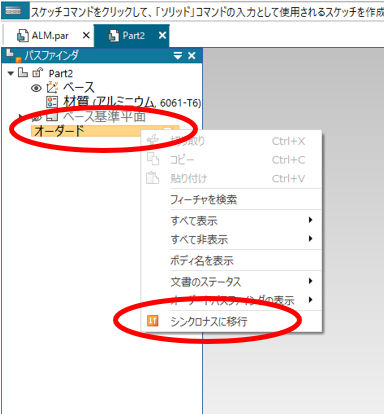 スケッチコマンドをクリックして、「ソリッド」コマンドの入力として使用されるスケッチを作成
ALM.par Part2
パスファインダ
Part2
ベース
材質 (アルミニウム, 6061-T6)
ベース基準平面
オーダード
切り取り Ctrl+X
コピー Ctrl+C
貼り付け Ctrl+V
フィーチャを検索
すべて表示
すべて非表示
ボディ名を表示
文書のステータス
オーダードパスファインダの表示
シンクロナスに移行